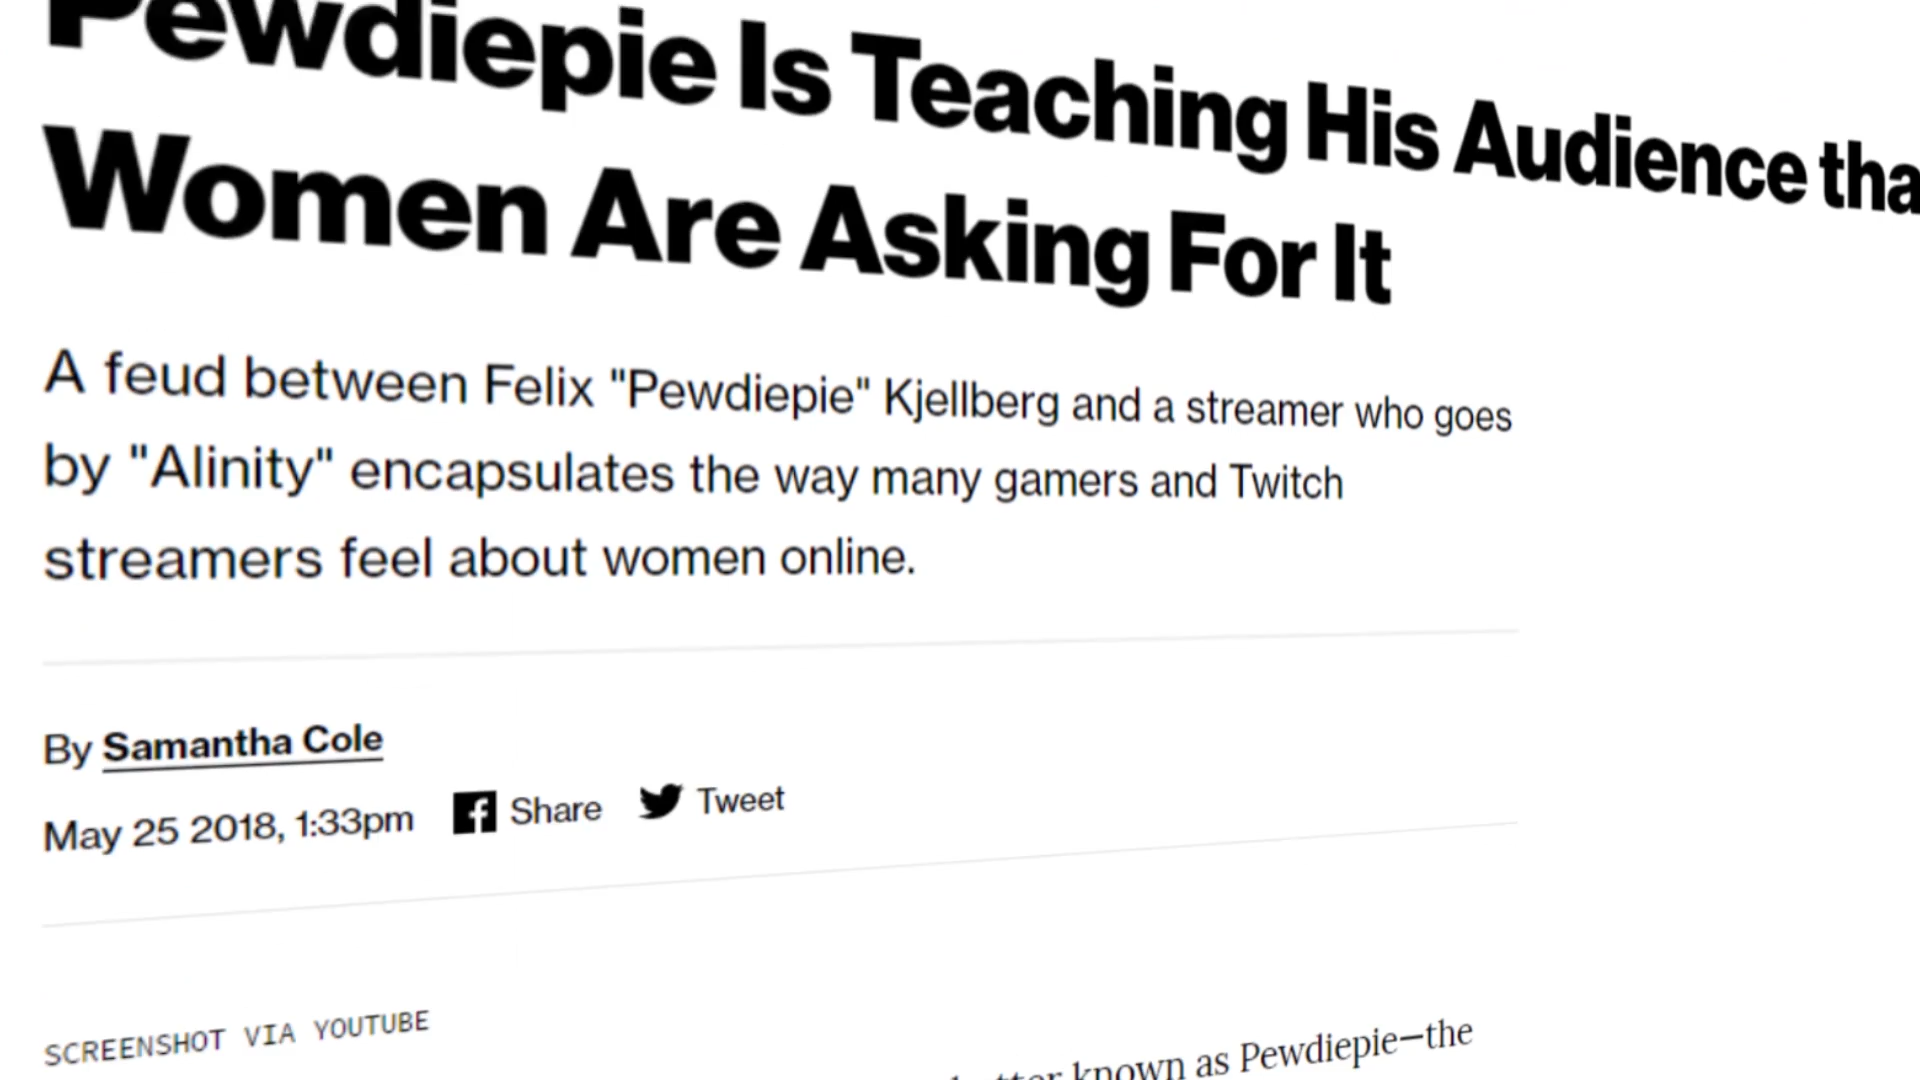 Pewdiepie Is Teaching His Audience tha
Women Are Asking For It
A feud between Felix "Pewdiepie" Kjellberg and a streamer who goes
by "Alinity" encapsulates the way many gamers and Twitch
streamers feel about women online.
By Samantha Cole
May 25 2018, 1:33pm Share Tweet
SCREENSHOT VIA YOUTUBE
known as Pewdiepie—the